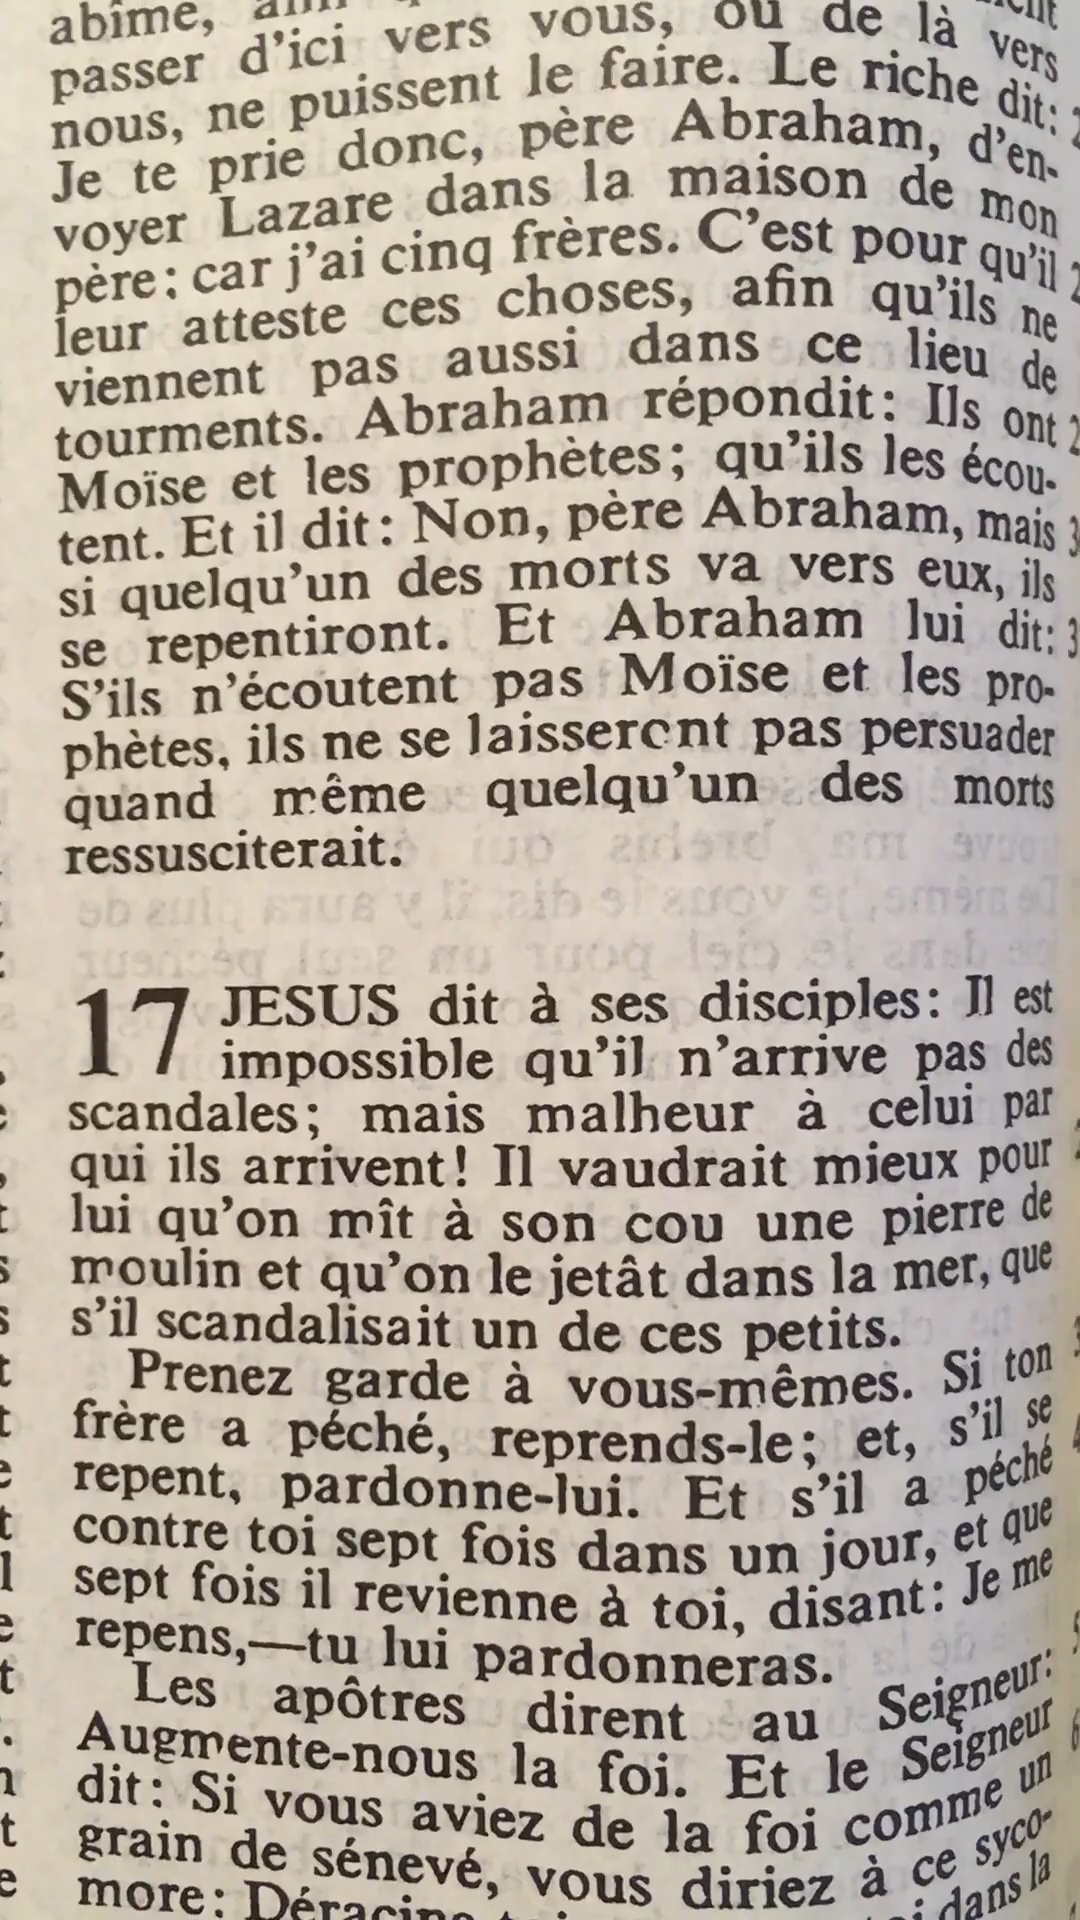 abîme,
passer d'ici vers vous, ou de là vers
nous, ne puissent le faire. Le riche dit:
Je te prie donc, père Abraham, d'en-
voyer Lazare dans la maison de mon
père; car j'ai cinq frères. C'est pour qu'il
leur atteste ces choses, afin qu'ils ne
viennent pas aussi dans ce lieu de
tourments. Abraham répondit: Ils ont
Moïse et les prophètes; qu'ils les écou-
tent. Et il dit: Non, père Abraham, mais
si quelqu'un des morts va vers eux, ils
se repentiront. Et Abraham lui dit:
S'ils n'écoutent pas Moïse et les pro-
phètes, ils ne se laisseront pas persuader
quand même quelqu'un des morts
ressusciterait.
17 JESUS dit à ses disciples: Il est
impossible qu'il n'arrive pas des
scandales; mais malheur à celui par
qui ils arrivent! Il vaudrait mieux pour
lui qu'on mît à son cou une pierre de
moulin et qu'on le jetât dans la mer, que
s'il scandalisait un de ces petits.
Prenez garde à vous-mêmes. Si ton
frère a péché, reprends-le; et, s'il se
repent, pardonne-lui. Et s'il a péché
contre toi sept fois dans un jour, et que
sept fois il revienne à toi, disant: Je me
repens,—tu lui pardonneras.
Les apôtres dirent au Seigneur:
Augmente-nous la foi. Et le Seigneur
dit: Si vous aviez de la foi comme un
grain de sénevé, vous diriez à ce syco-
more: Déracine dans la